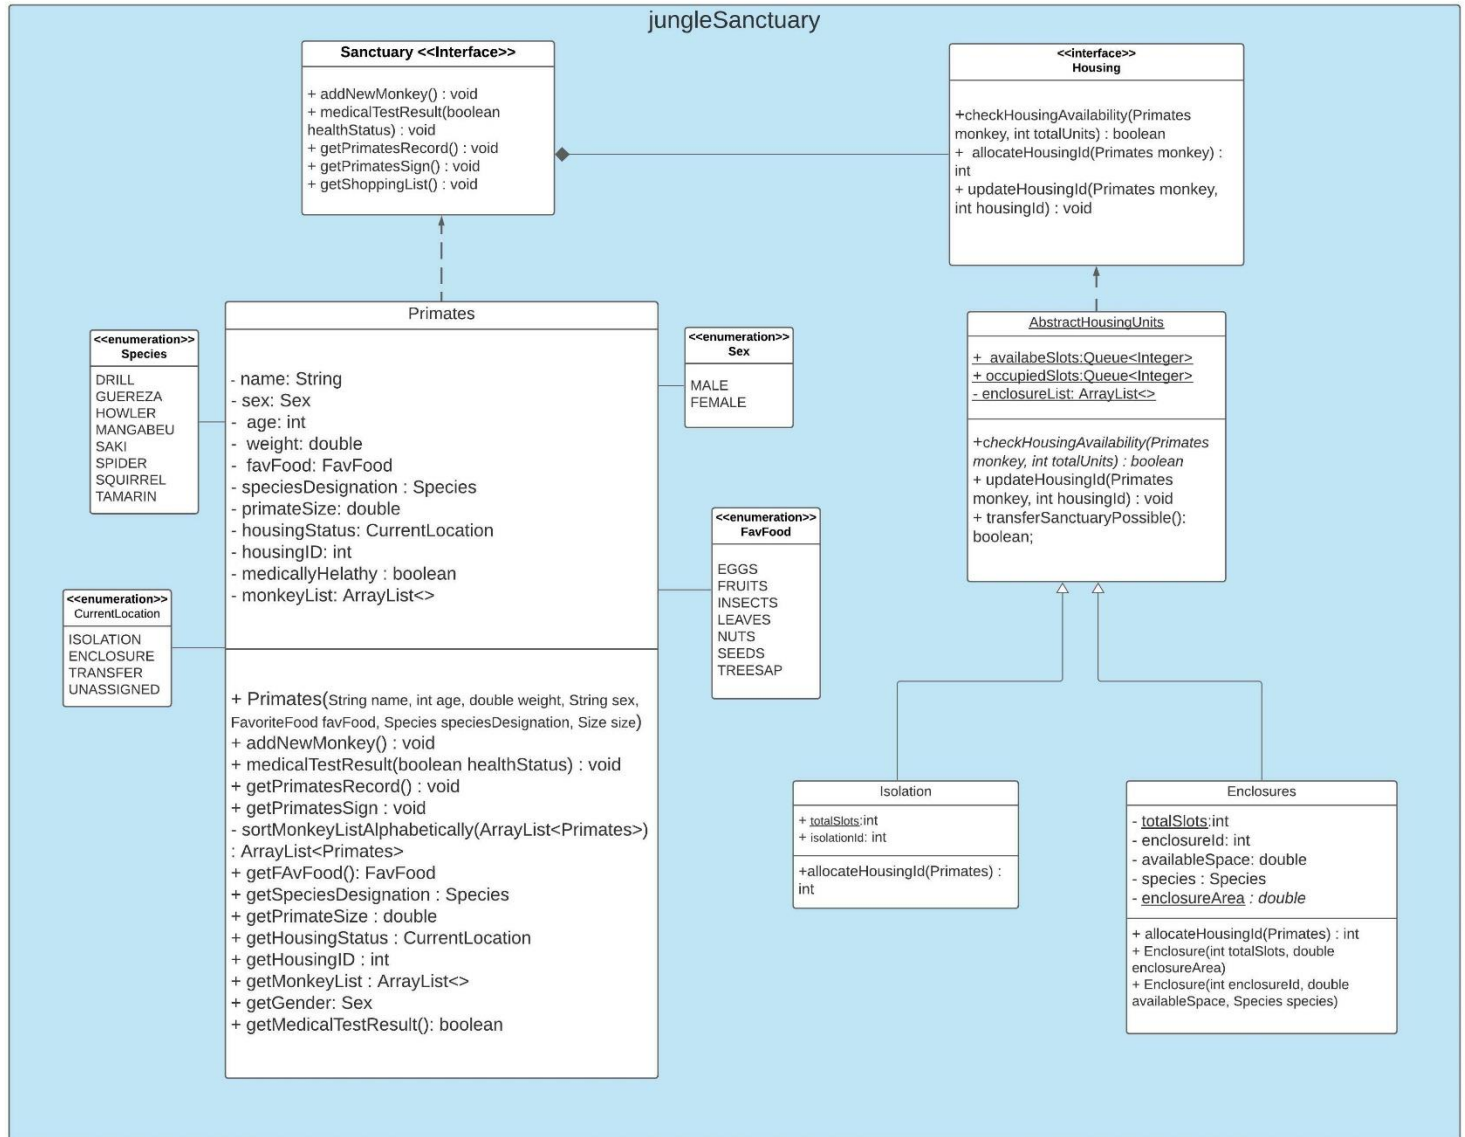 jungleSanctuary
Sanctuary <<Interface>>
+ addNewMonkey() : void
+ medicalTestResult(boolean
healthStatus) : void
+ getPrimatesRecord() : void
+ getPrimatesSign() : void
+ getShoppingList() : void
<<interface>>
Housing
+checkHousingAvailability(Primates
monkey, int totalUnits) : boolean
+ allocateHousingId(Primates monkey) :
int
+ updateHousingId(Primates monkey,
int housingId) : void
<<enumeration>>
Species
DRILL
GUEREZA
HOWLER
MANGABEU
SAKI
SPIDER
SQUIRREL
TAMARIN
<<enumeration>>
CurrentLocation
ISOLATION
ENCLOSURE
TRANSFER
UNASSIGNED
Primates
- name: String
- sex: Sex
- age: int
- weight: double
- favFood: FavFood
- speciesDesignation : Species
- primateSize: double
- housingStatus: CurrentLocation
- housingID: int
- medicallyHelathy : boolean
- monkeyList: ArrayList<>
+ Primates(String name, int age, double weight, String sex,
FavoriteFood favFood, Species speciesDesignation, Size size)
+ addNewMonkey() : void
+ medicalTestResult(boolean healthStatus) : void
+ getPrimatesRecord() : void
+ getPrimatesSign : void
- sortMonkeyListAlphabetically(ArrayList<Primates>)
: ArrayList<Primates>
+ getFAvFood(): FavFood
+ getSpeciesDesignation : Species
+ getPrimateSize : double
+ getHousingStatus : CurrentLocation
+ getHousingID : int
+ getMonkeyList : ArrayList<>
+ getGender: Sex
+ getMedicalTestResult(): boolean
<<enumeration>>
Sex
MALE
FEMALE
<<enumeration>>
FavFood
EGGS
FRUITS
INSECTS
LEAVES
NUTS
SEEDS
TREESAP
AbstractHousingUnits
+ availabeSlots:Queue<Integer>
+ occupiedSlots:Queue<Integer>
- enclosureList: ArrayList<>
+checkHousingAvailability(Primates
monkey, int totalUnits) : boolean
+ updateHousingId(Primates
monkey, int housingId) : void
+ transferSanctuaryPossible():
boolean;
Isolation
+ totalSlots:int
+ isolationId: int
+allocateHousingId(Primates) :
int
Enclosures
- totalSlots:int
- enclosureId: int
- availableSpace: double
- species : Species
- enclosureArea : double
+ allocateHousingId(Primates) : int
+ Enclosure(int totalSlots, double
enclosureArea)
+ Enclosure(int enclosureId, double
availableSpace, Species species)